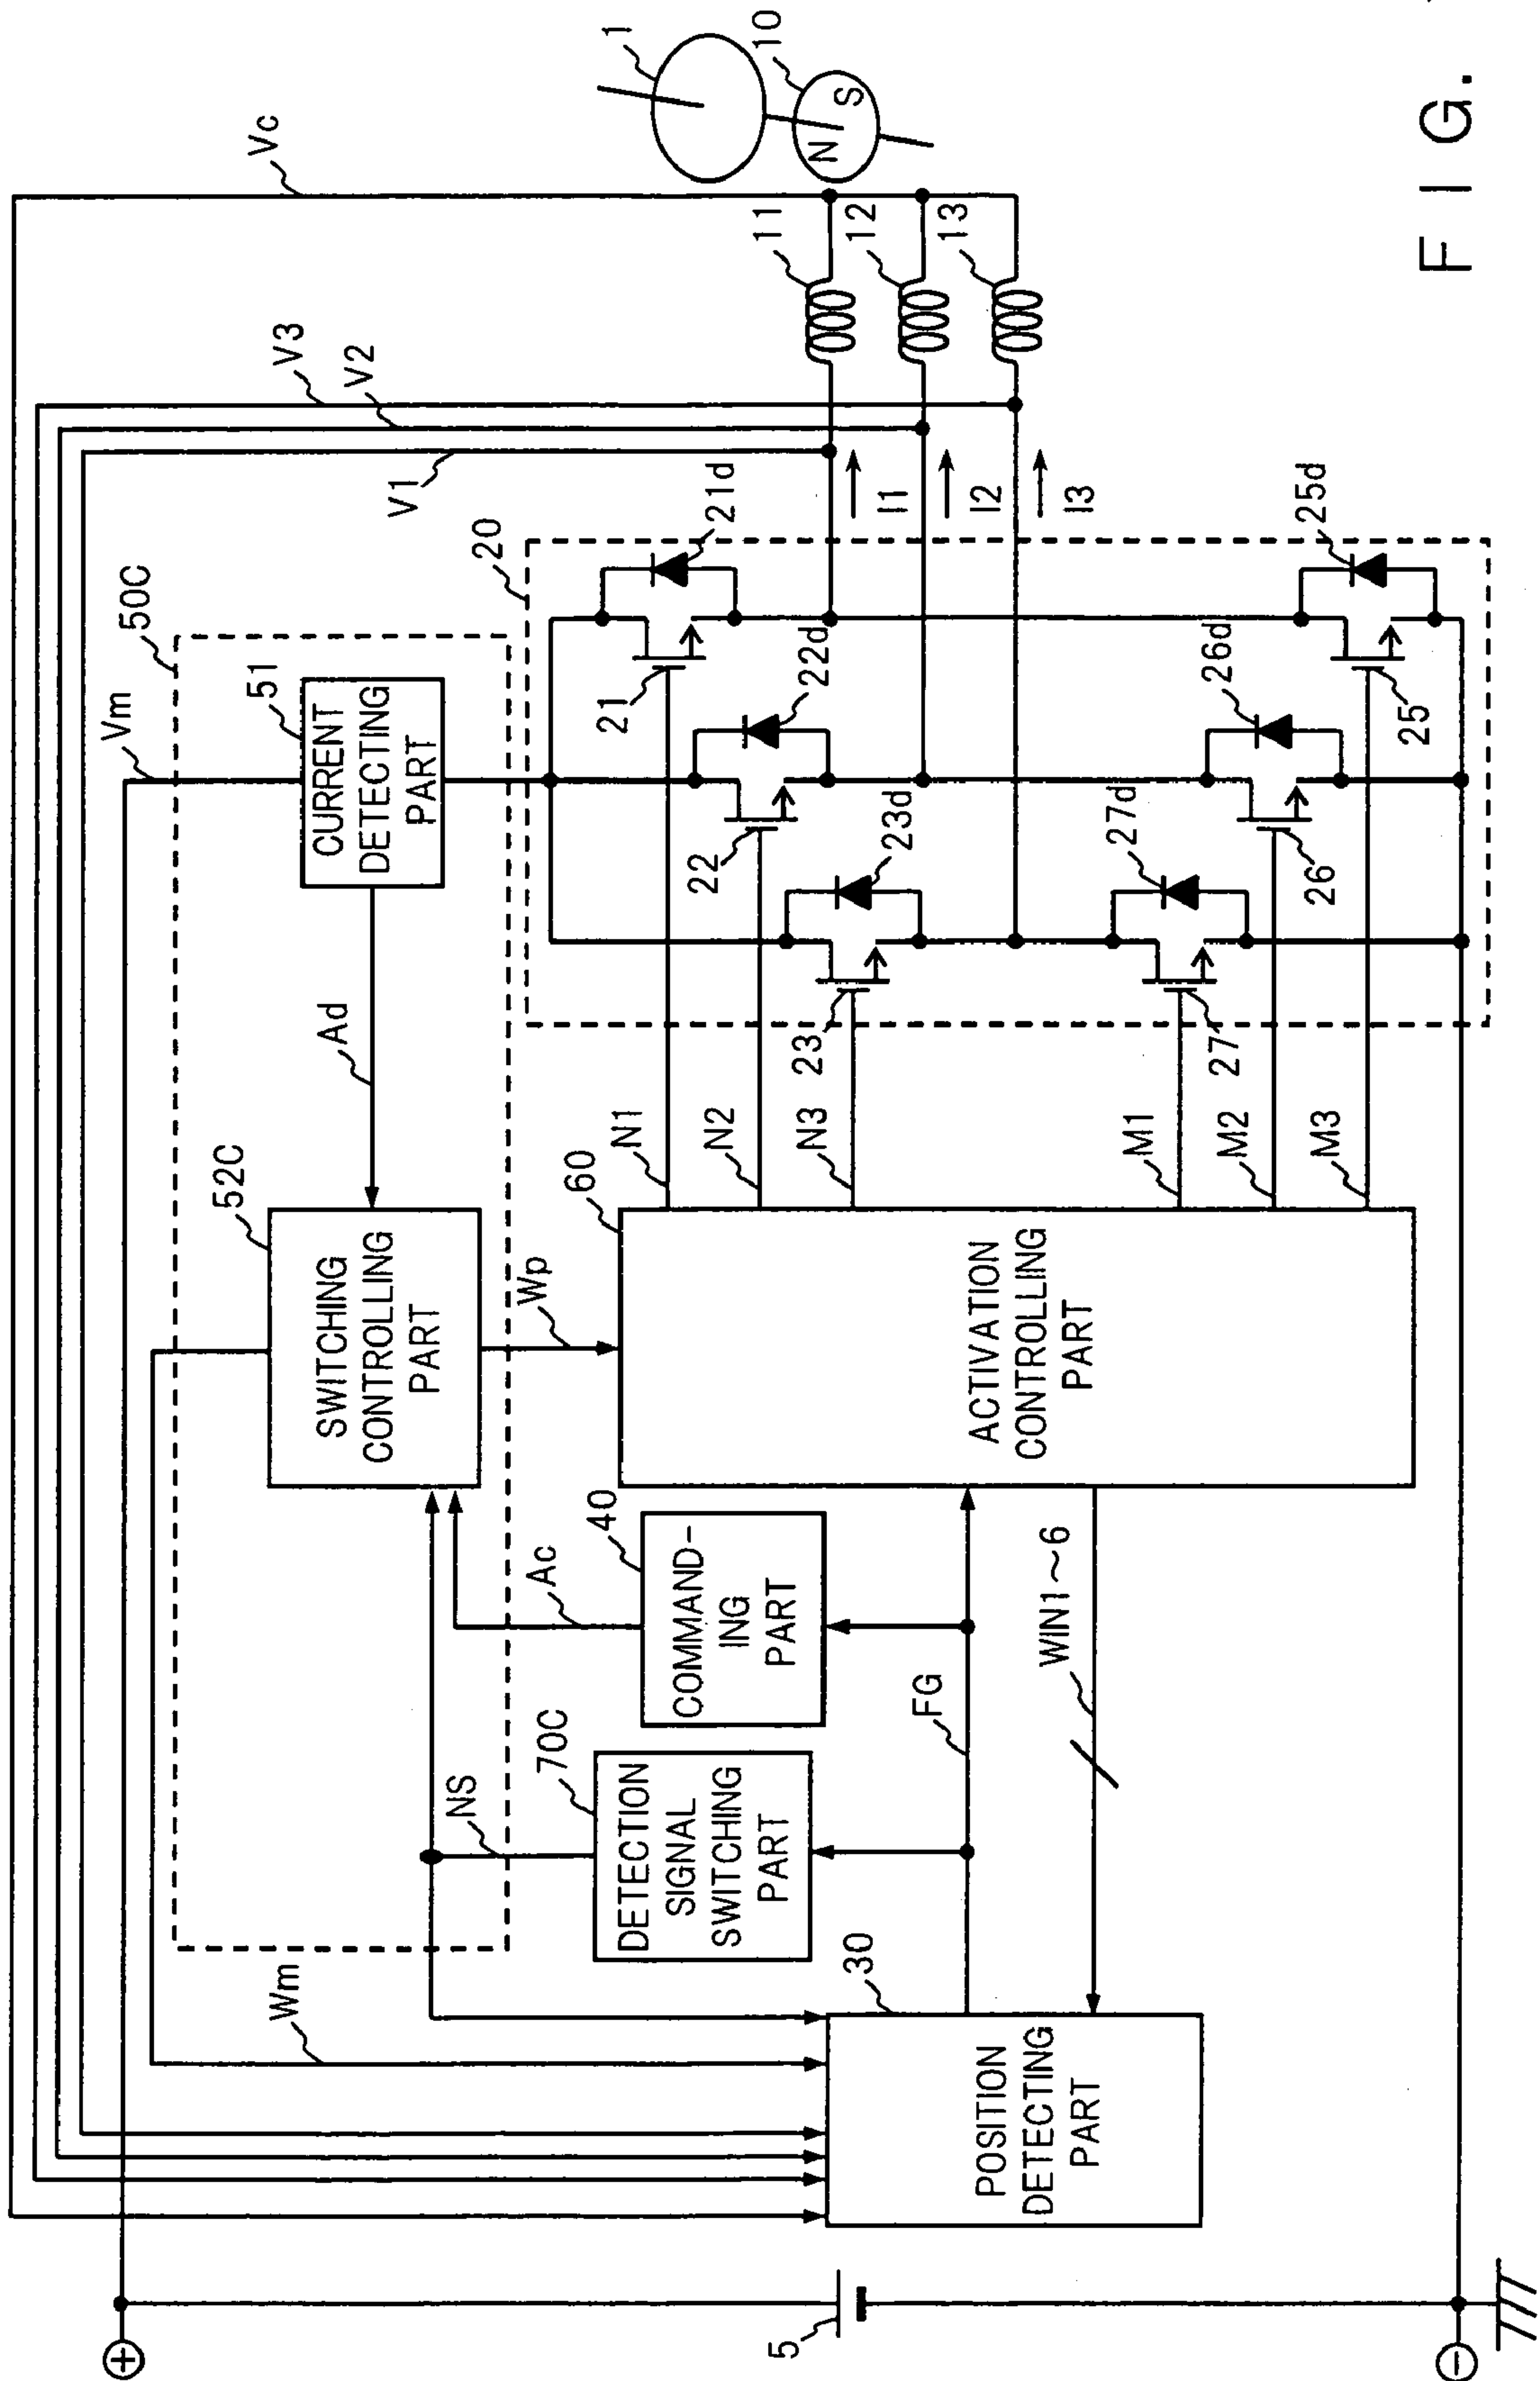 Vc
V3
V2
V1
Vm
50C
51
CURRENT
DETECTING
PART
Ad
52C
SWITCHING
CONTROLLING
PART
Wp
Wm
NS
Ac
70C
DETECTION
SIGNAL
SWITCHING
PART
40
COMMAND-
ING
PART
60
ACTIVATION
CONTROLLING
PART
FG
WIN1~6
30
POSITION
DETECTING
PART
N1
N2
N3
M1
M2
M3
20
21
21d
22
22d
23
23d
25
25d
26
26d
27
27d
I1
I2
I3
11
12
13
1
10
N
S
5
+
−
FIG.